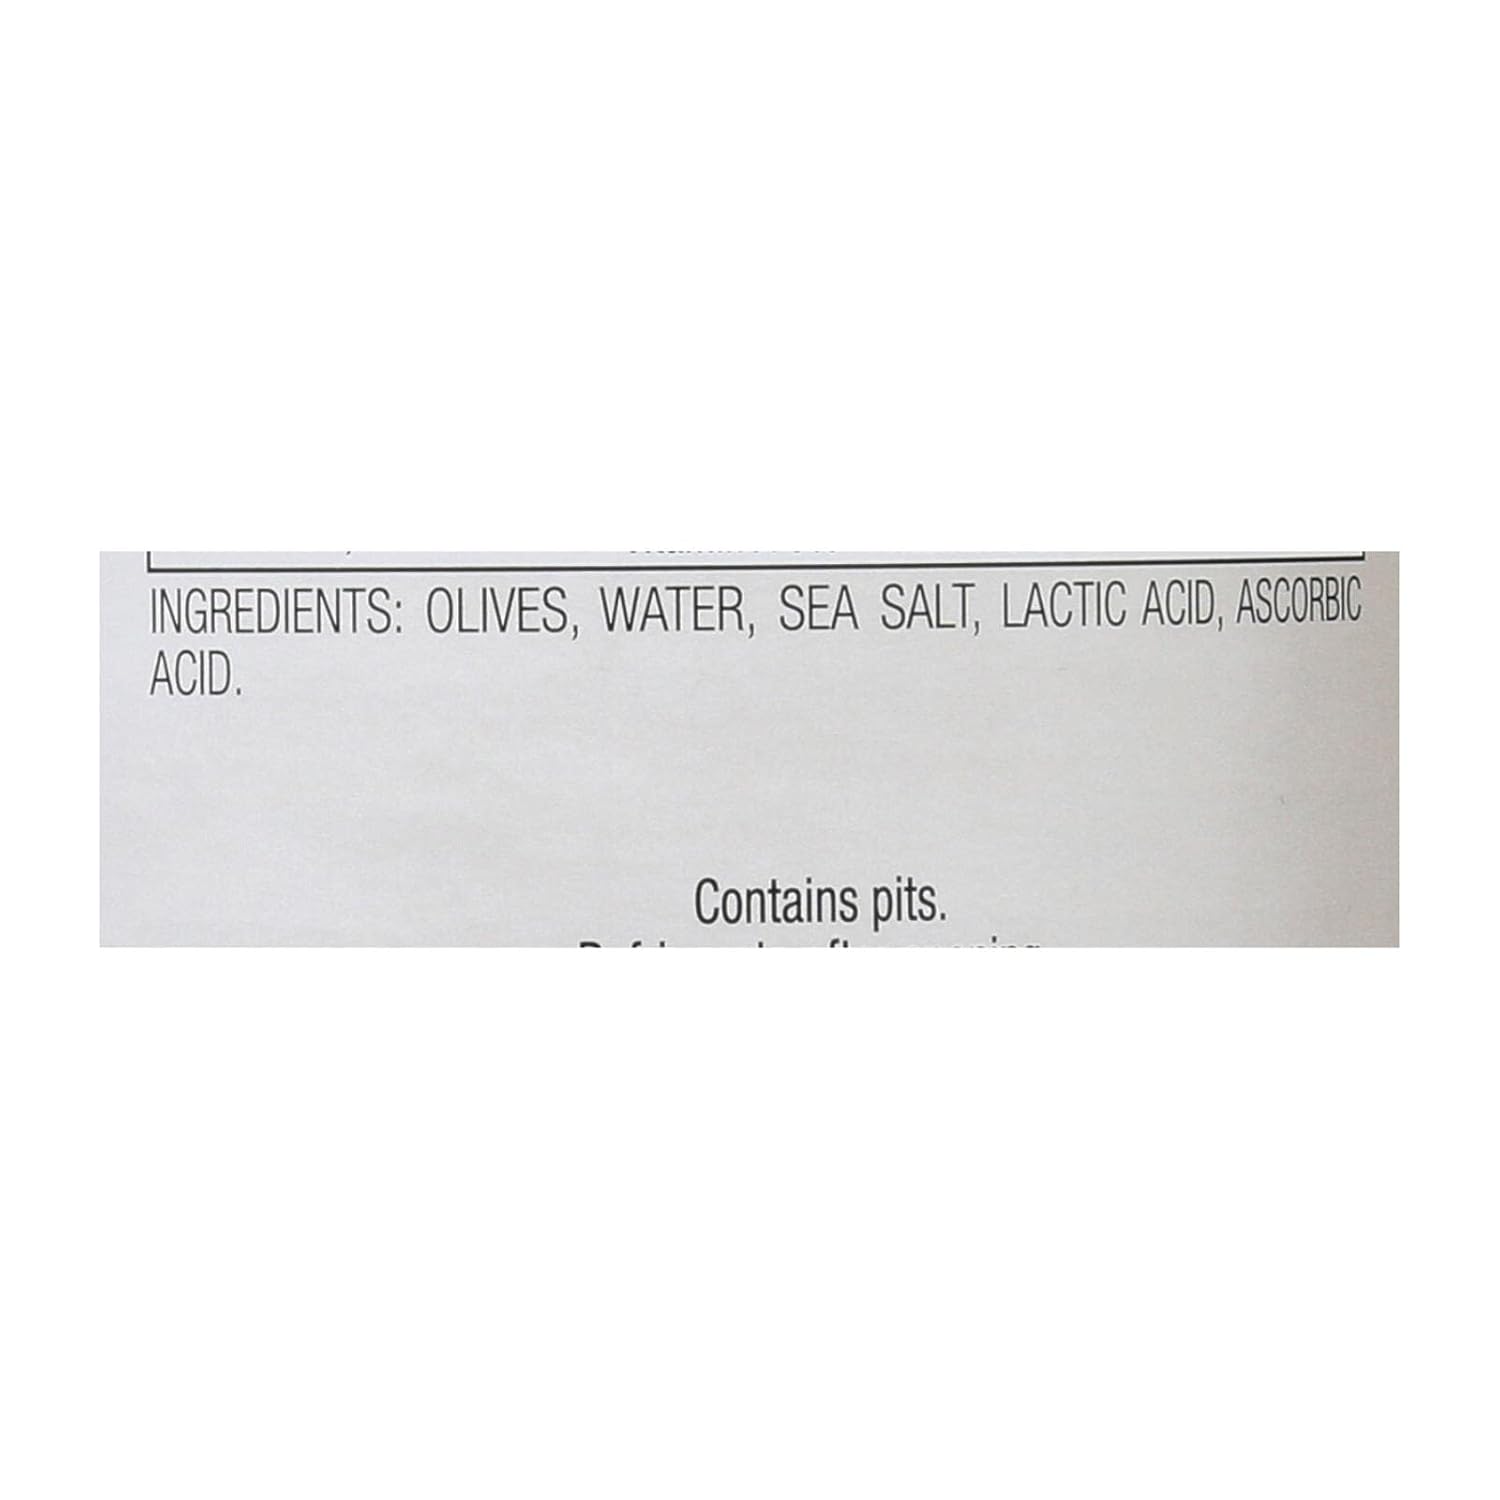 INGREDIENTS: OLIVES, WATER, SEA SALT, LACTIC ACID, ASCORBIC
ACID.
Contains pits.